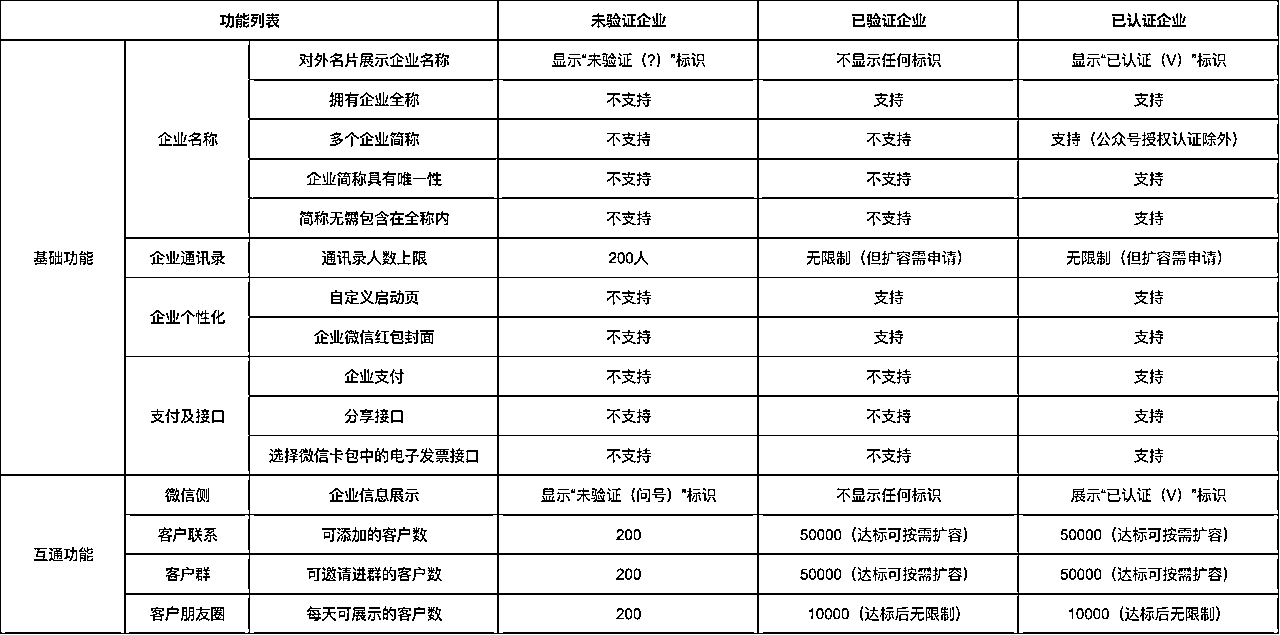 功能列表 未验证企业 已验证企业 已认证企业
对外名片展示企业名称 显示“未验证（?）”标识 不显示任何标识 显示“已认证（V）”标识
拥有企业全称 不支持 支持 支持
企业名称 多个企业简称 不支持 不支持 支持（公众号授权认证除外）
企业简称具有唯一性 不支持 不支持 支持
简称无需包含在全称内 不支持 不支持 支持
基础功能 企业通讯录 通讯录人数上限 200人 无限制（但扩容需申请） 无限制（但扩容需申请）
企业个性化 自定义启动页 不支持 支持 支持
企业微信红包封面 不支持 支持 支持
企业支付 不支持 不支持 支持
支付及接口 分享接口 不支持 不支持 支持
选择微信卡包中的电子发票接口 不支持 不支持 支持
微信侧 企业信息展示 显示“未验证（问号）”标识 不显示任何标识 展示“已认证（V）”标识
客户联系 可添加的客户数 200 50000（达标可按需扩容） 50000（达标可按需扩容）
互通功能 客户群 可邀请进群的客户数 200 50000（达标可按需扩容） 50000（达标可按需扩容）
客户朋友圈 每天可展示的客户数 200 10000（达标后无限制） 10000（达标后无限制）